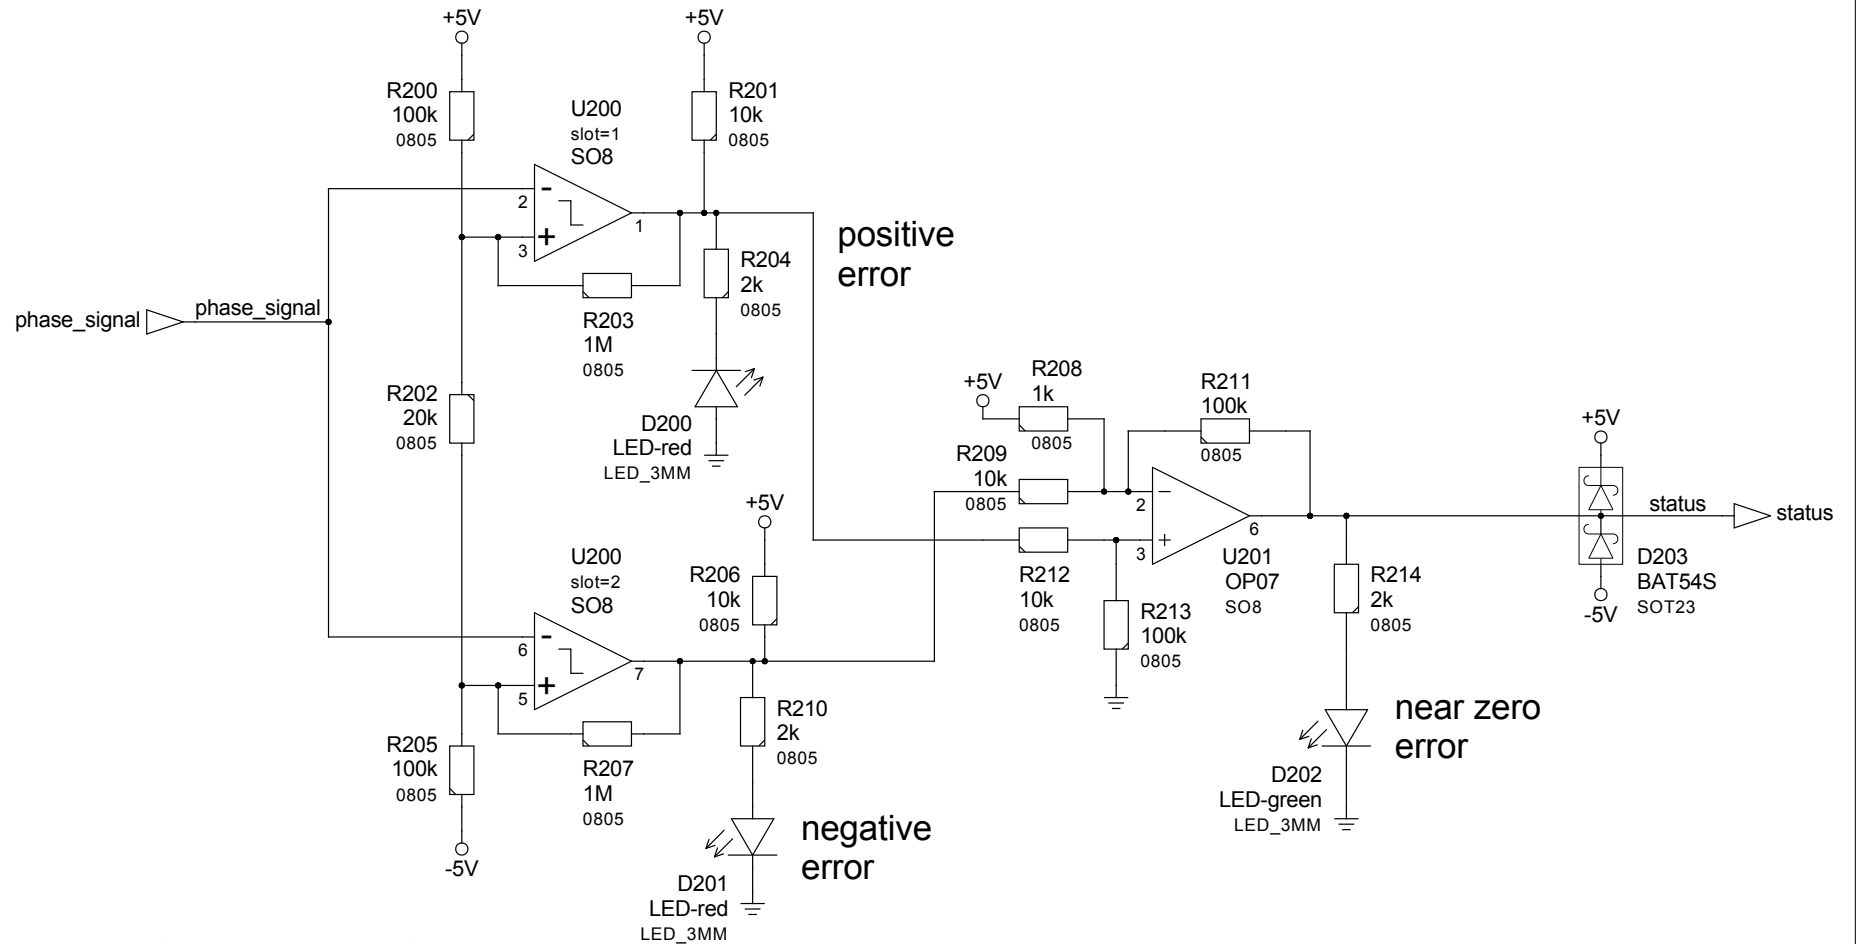 +5V
+5V
R200
100k
0805
U200
slot=1
SO8
R201
10k
0805
-
2
+
3
1
R203
1M
0805
R204
2k
0805
positive
error
phase_signal
phase_signal
R202
20k
0805
D200
LED-red
LED_3MM
+5V
R208
1k
0805
R211
100k
0805
R209
10k
0805
-
2
+
3
6
U201
OP07
SO8
R212
10k
0805
R213
100k
0805
+5V
status
status
D203
BAT54S
SOT23
-5V
R214
2k
0805
near zero
error
D202
LED-green
LED_3MM
+5V
U200
slot=2
SO8
R206
10k
0805
-
6
+
5
7
R205
100k
0805
-5V
R207
1M
0805
R210
2k
0805
negative
error
D201
LED-red
LED_3MM